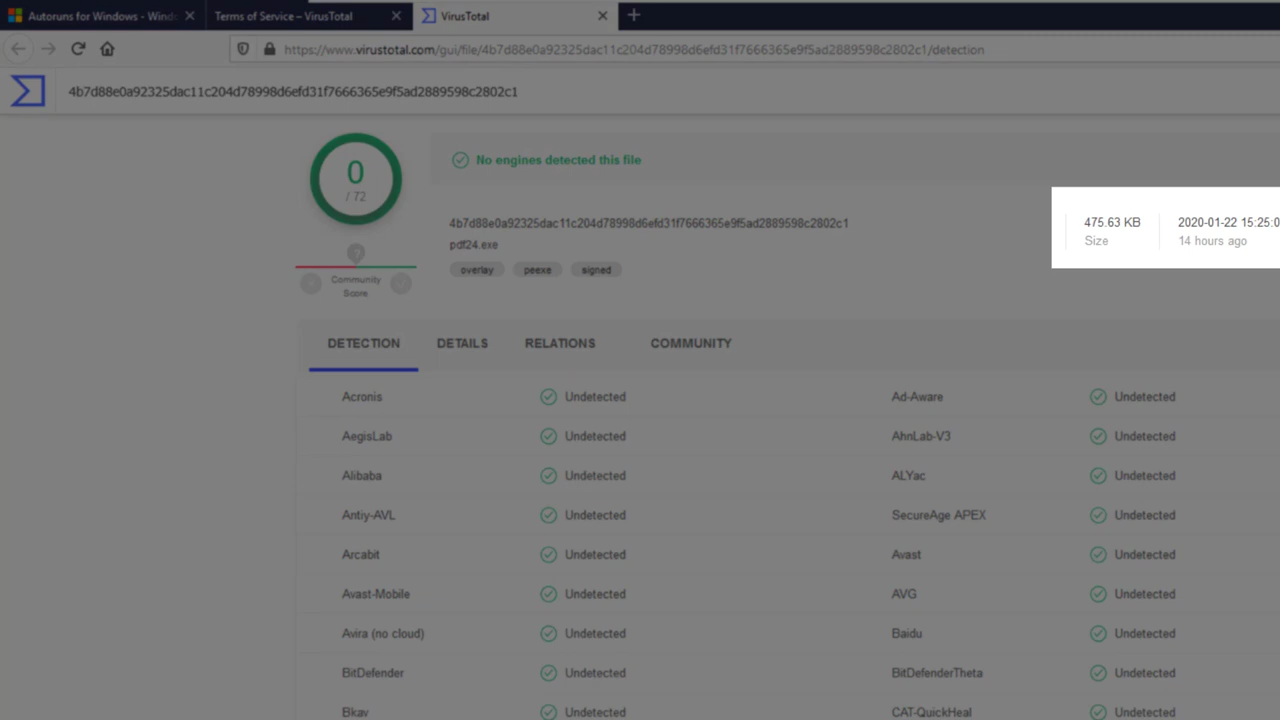 Autoruns for Windows - Wind
Terms of Service – VirusTotal
VirusTotal
https://www.virustotal.com/gui/file/4b7d88e0a92325dac11c204d78998d6efd31f7666365e9f5ad2889598c2802c1/detection
4b7d88e0a92325dac11c204d78998d6efd31f7666365e9f5ad2889598c2802c1
0
/ 72
No engines detected this file
4b7d88e0a92325dac11c204d78998d6efd31f7666365e9f5ad2889598c2802c1
pdf24.exe
overlay peexe signed
475.63 KB
Size
2020-01-22 15:25:0
14 hours ago
?
Community
Score
DETECTION DETAILS RELATIONS COMMUNITY
Acronis Undetected Ad-Aware Undetected
AegisLab Undetected AhnLab-V3 Undetected
Alibaba Undetected ALYac Undetected
Antiy-AVL Undetected SecureAge APEX Undetected
Arcabit Undetected Avast Undetected
Avast-Mobile Undetected AVG Undetected
Avira (no cloud) Undetected Baidu Undetected
BitDefender Undetected BitDefenderTheta Undetected
Bkav Undetected CAT-QuickHeal Undetected